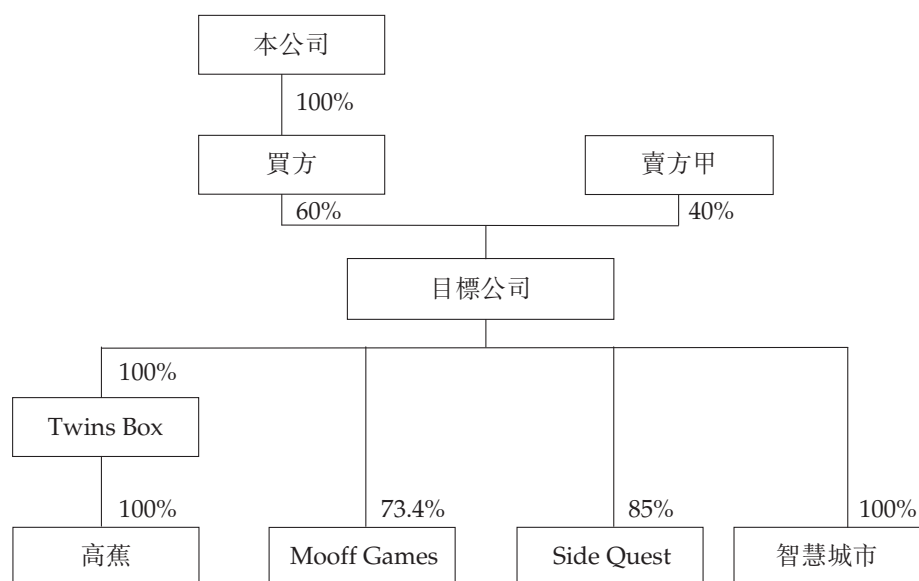 本公司
100%
買方
賣方甲
60%
40%
目標公司
100%
Twins Box
100%
73.4%
85%
100%
高蕉
Mooff Games
Side Quest
智慧城市